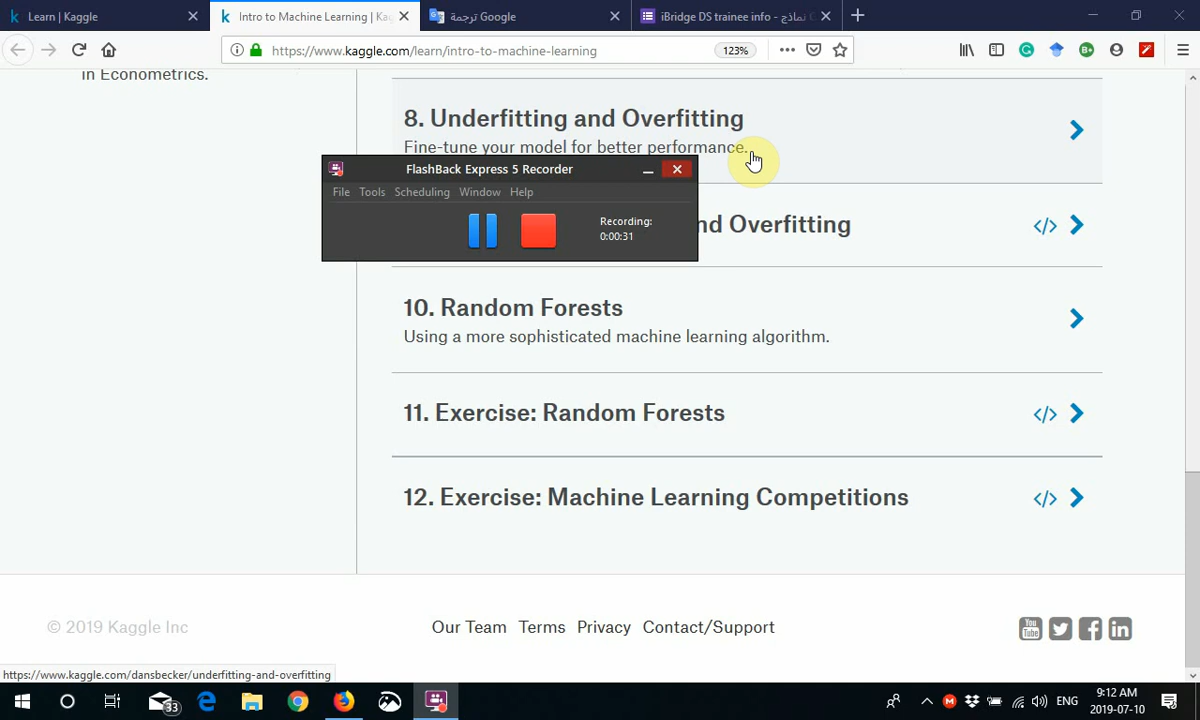 Learn | Kaggle
Intro to Machine Learning | Kag
Google ترجمة
iBridge DS trainee info - نماذج
https://www.kaggle.com/learn/intro-to-machine-learning
123%
in Econometrics.
8. Underfitting and Overfitting
Fine-tune your model for better performance.
FlashBack Express 5 Recorder
File Tools Scheduling Window Help
Recording:
0:00:31
nd Overfitting
</>
10. Random Forests
Using a more sophisticated machine learning algorithm.
11. Exercise: Random Forests
</>
12. Exercise: Machine Learning Competitions
</>
© 2019 Kaggle Inc
Our Team Terms Privacy Contact/Support
You Tube
https://www.kaggle.com/dansbecker/underfitting-and-overfitting
33
ENG
9:12 AM
2019-07-10